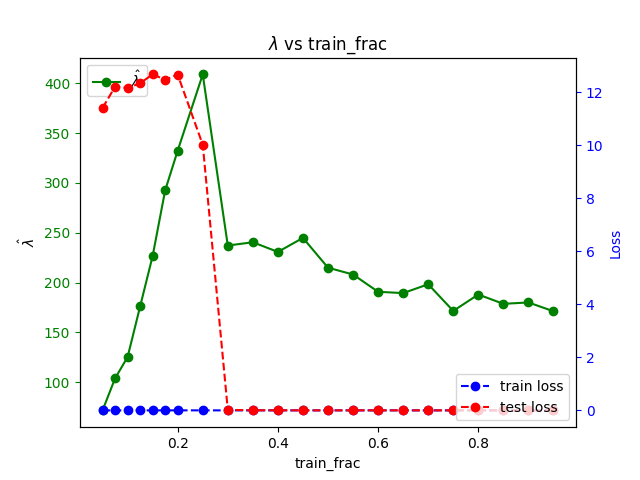 λ vs train_frac
λ̂
400
350
300
250
200
150
100
λ̂
12
10
8
6
4
2
0
Loss
train loss
test loss
0.2
0.4
0.6
0.8
train_frac